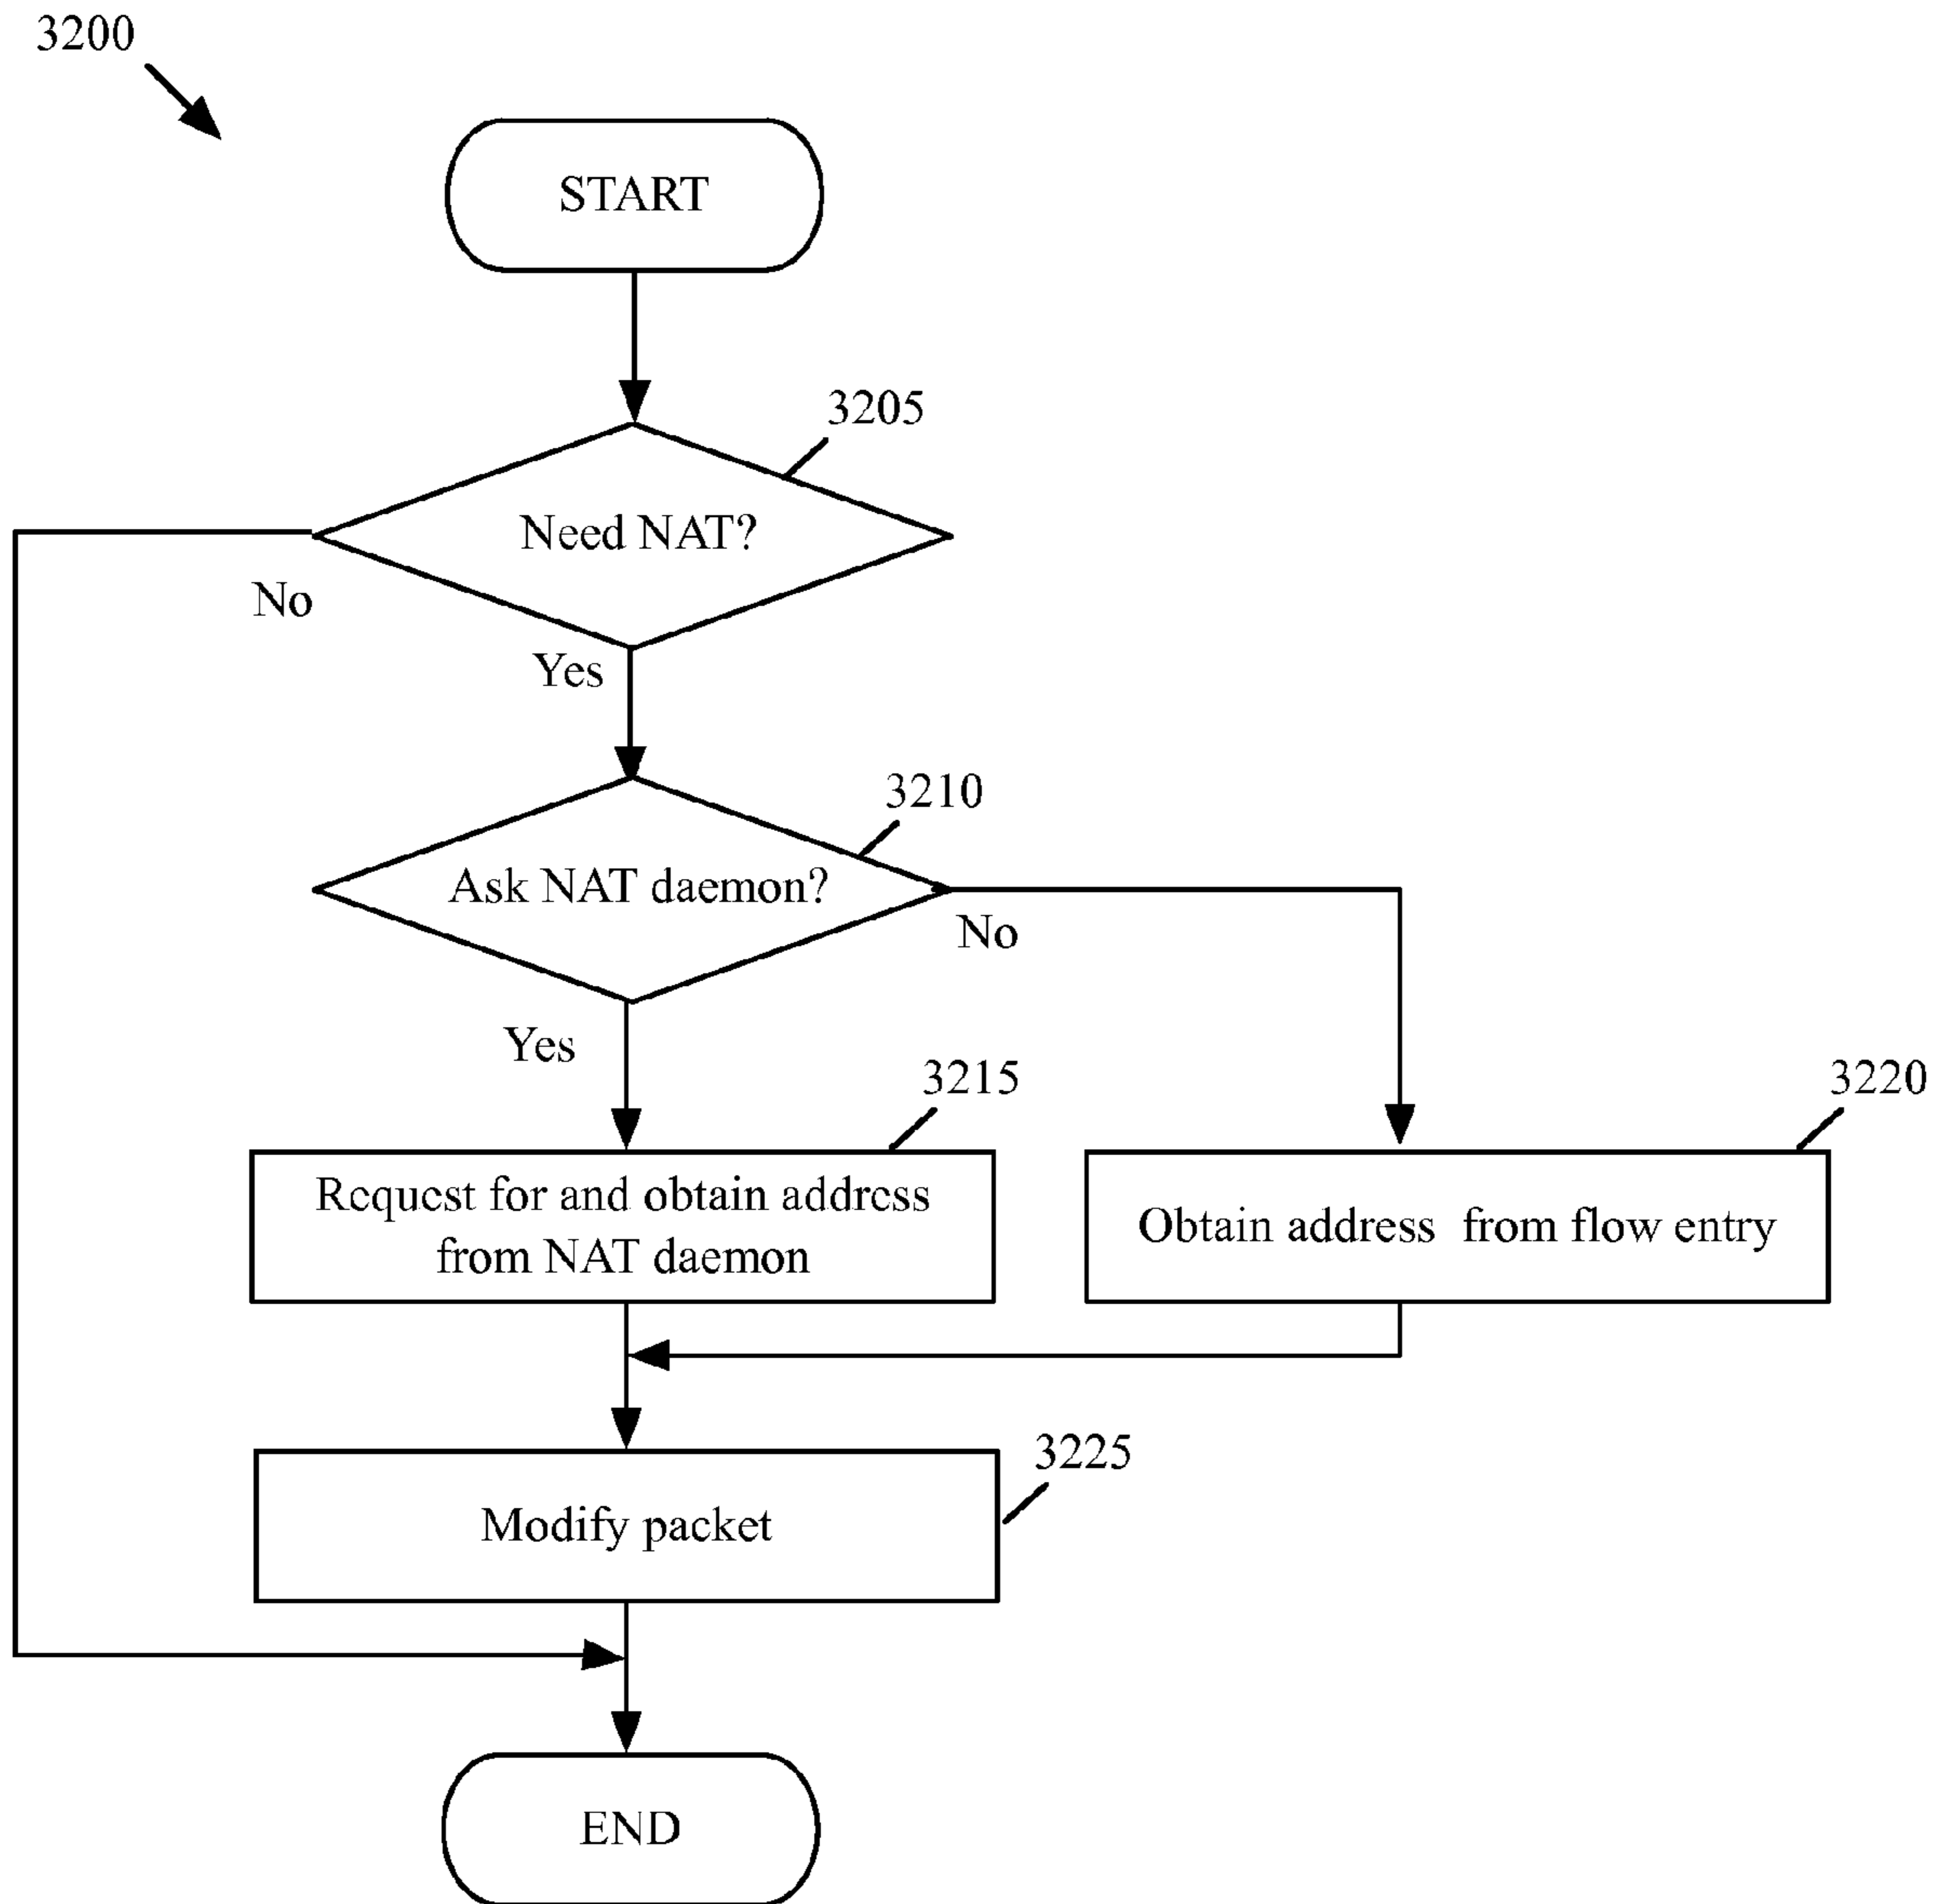 3200
START
3205
Need NAT?
No
Yes
3210
Ask NAT daemon?
No
Yes
3215
3220
Request for and obtain address
from NAT daemon
Obtain address from flow entry
3225
Modify packet
END